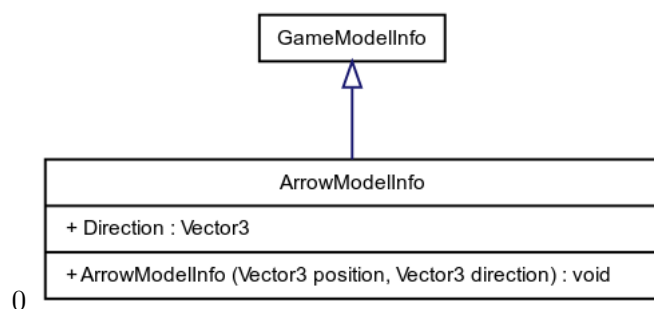 GameModelInfo
ArrowModelInfo
+ Direction : Vector3
+ ArrowModelInfo (Vector3 position, Vector3 direction) : void
0